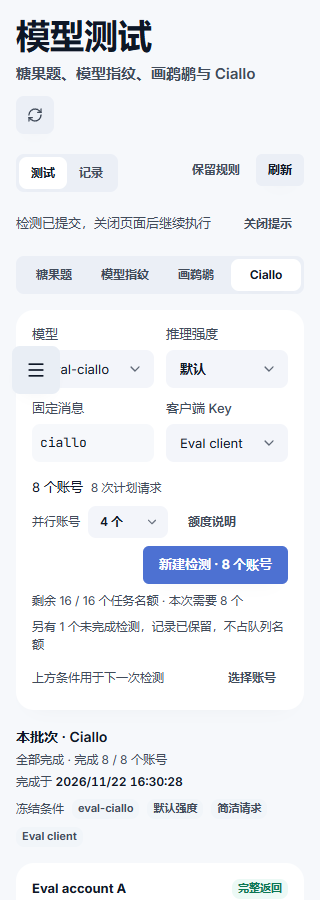 模型测试
糖果题、模型指纹、画鹈鹕与 Ciallo
测试 记录 保留规则 刷新
检测已提交，关闭页面后继续执行 关闭提示
糖果题 模型指纹 画鹈鹕 Ciallo
模型 推理强度
al-ciallo 默认
固定消息 客户端 Key
ciallo Eval client
8 个账号 8 次计划请求
并行账号 4 个 额度说明
新建检测 · 8 个账号
剩余 16 / 16 个任务名额 · 本次需要 8 个
另有 1 个未完成检测，记录已保留，不占队列名
额
上方条件用于下一次检测 选择账号
本批次 · Ciallo
全部完成 · 完成 8 / 8 个账号
完成于 2026/11/22 16:30:28
冻结条件 eval-ciallo 默认强度 简洁请求
Eval client
Eval account A 完整返回